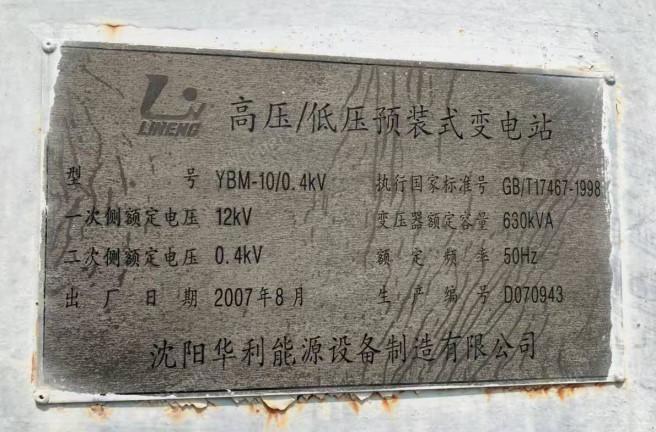 LINENG
高压/低压预装式变电站
型号 YBM-10/0.4kV 执行国家标准号 GB/T17467-1998
一次侧额定电压 12kV 变压器额定容量 630kVA
二次侧额定电压 0.4kV 额定频率 50Hz
出厂日期 2007年8月 生产编号 D070943
沈阳华利能源设备制造有限公司